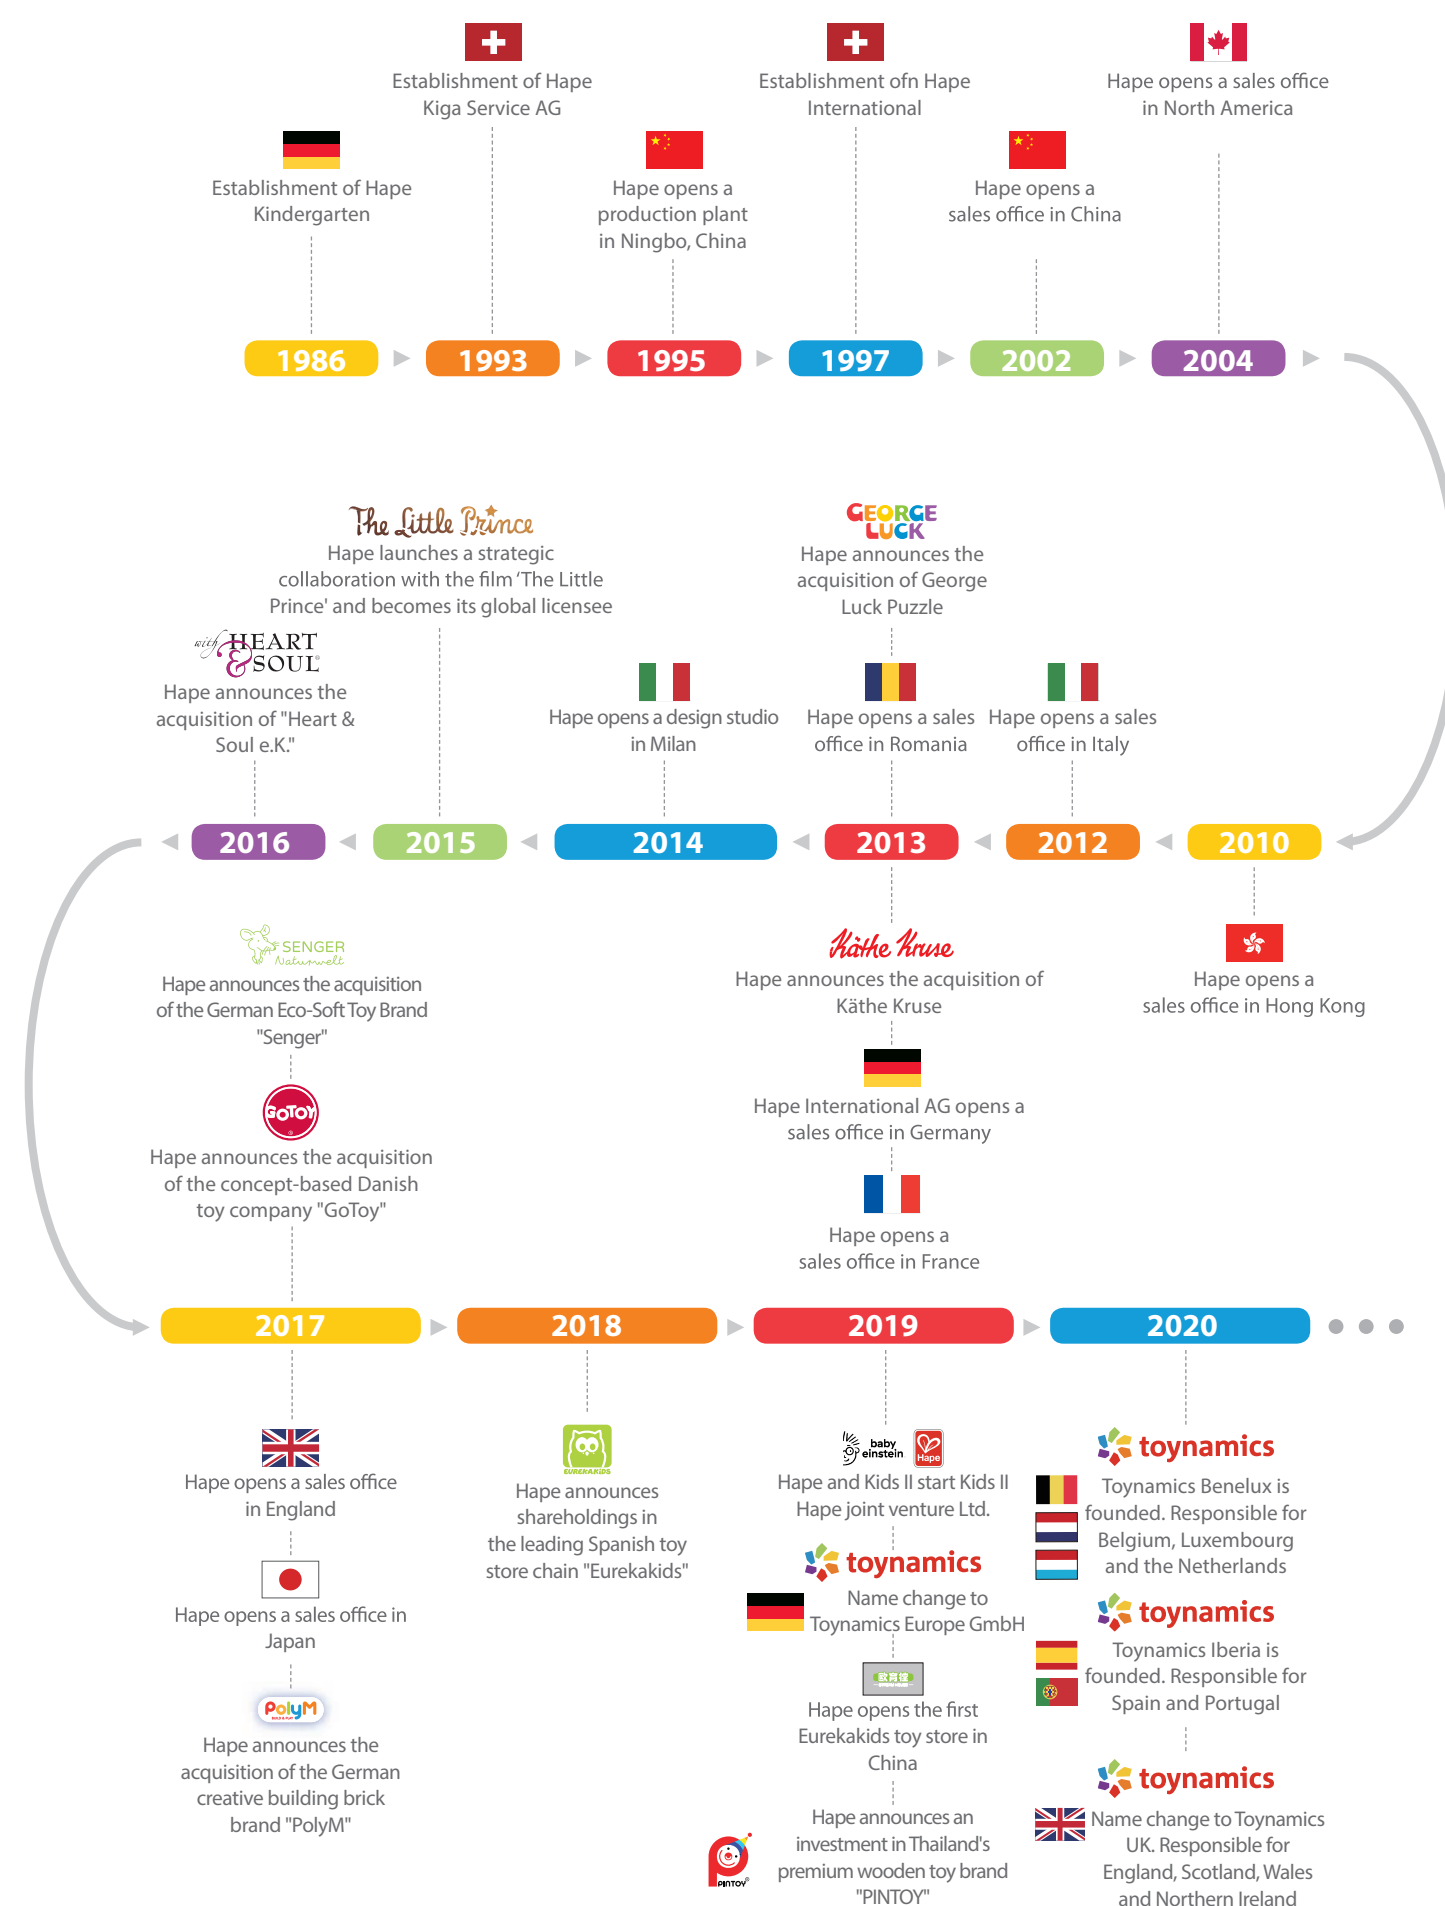 Establishment of Hape
Kiga Service AG
Establishment ofn Hape
International
Hape opens a sales office
in North America
Establishment of Hape
Kindergarten
Hape opens a
production plant
in Ningbo, China
Hape opens a
sales office in China
1986
1993
1995
1997
2002
2004
The Little Prince
Hape launches a strategic
collaboration with the film 'The Little
Prince' and becomes its global licensee
GEORGE
LUCK
Hape announces the
acquisition of George
Luck Puzzle
with HEART
& SOUL
Hape announces the
acquisition of "Heart &
Soul e.K."
Hape opens a design studio
in Milan
Hape opens a sales
office in Romania
Hape opens a sales
office in Italy
2016
2015
2014
2013
2012
2010
SENGER
Naturwelt
Hape announces the acquisition
of the German Eco-Soft Toy Brand
"Senger"
GOTOY
®
Hape announces the acquisition
of the concept-based Danish
toy company "GoToy"
Käthe Kruse
Hape announces the acquisition of
Käthe Kruse
Hape International AG opens a
sales office in Germany
Hape opens a
sales office in France
Hape opens a
sales office in Hong Kong
2017
2018
2019
2020
Hape opens a sales office
in England
Hape opens a sales office in
Japan
PolyM
BUILD & PLAY
Hape announces the
acquisition of the German
creative building brick
brand "PolyM"
EUREKAKIDS
Hape announces
shareholdings in
the leading Spanish toy
store chain "Eurekakids"
baby
einstein
Hape
Hape and Kids II start Kids II
Hape joint venture Ltd.
toynamics
Name change to
Toynamics Europe GmbH
Hape opens the first
Eurekakids toy store in
China
PINTOY®
Hape announces an
investment in Thailand's
premium wooden toy brand
"PINTOY"
toynamics
Toynamics Benelux is
founded. Responsible for
Belgium, Luxembourg
and the Netherlands
toynamics
Toynamics Iberia is
founded. Responsible for
Spain and Portugal
toynamics
Name change to Toynamics
UK. Responsible for
England, Scotland, Wales
and Northern Ireland